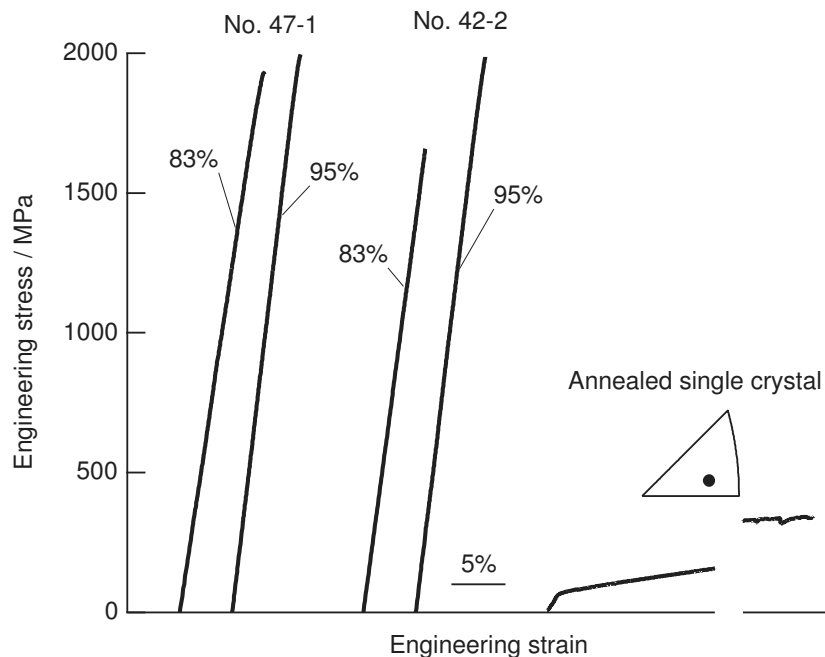 No. 47-1
No. 42-2
2000
83%
95%
1500
95%
83%
Engineering stress / MPa
1000
Annealed single crystal
500
5%
0
Engineering strain